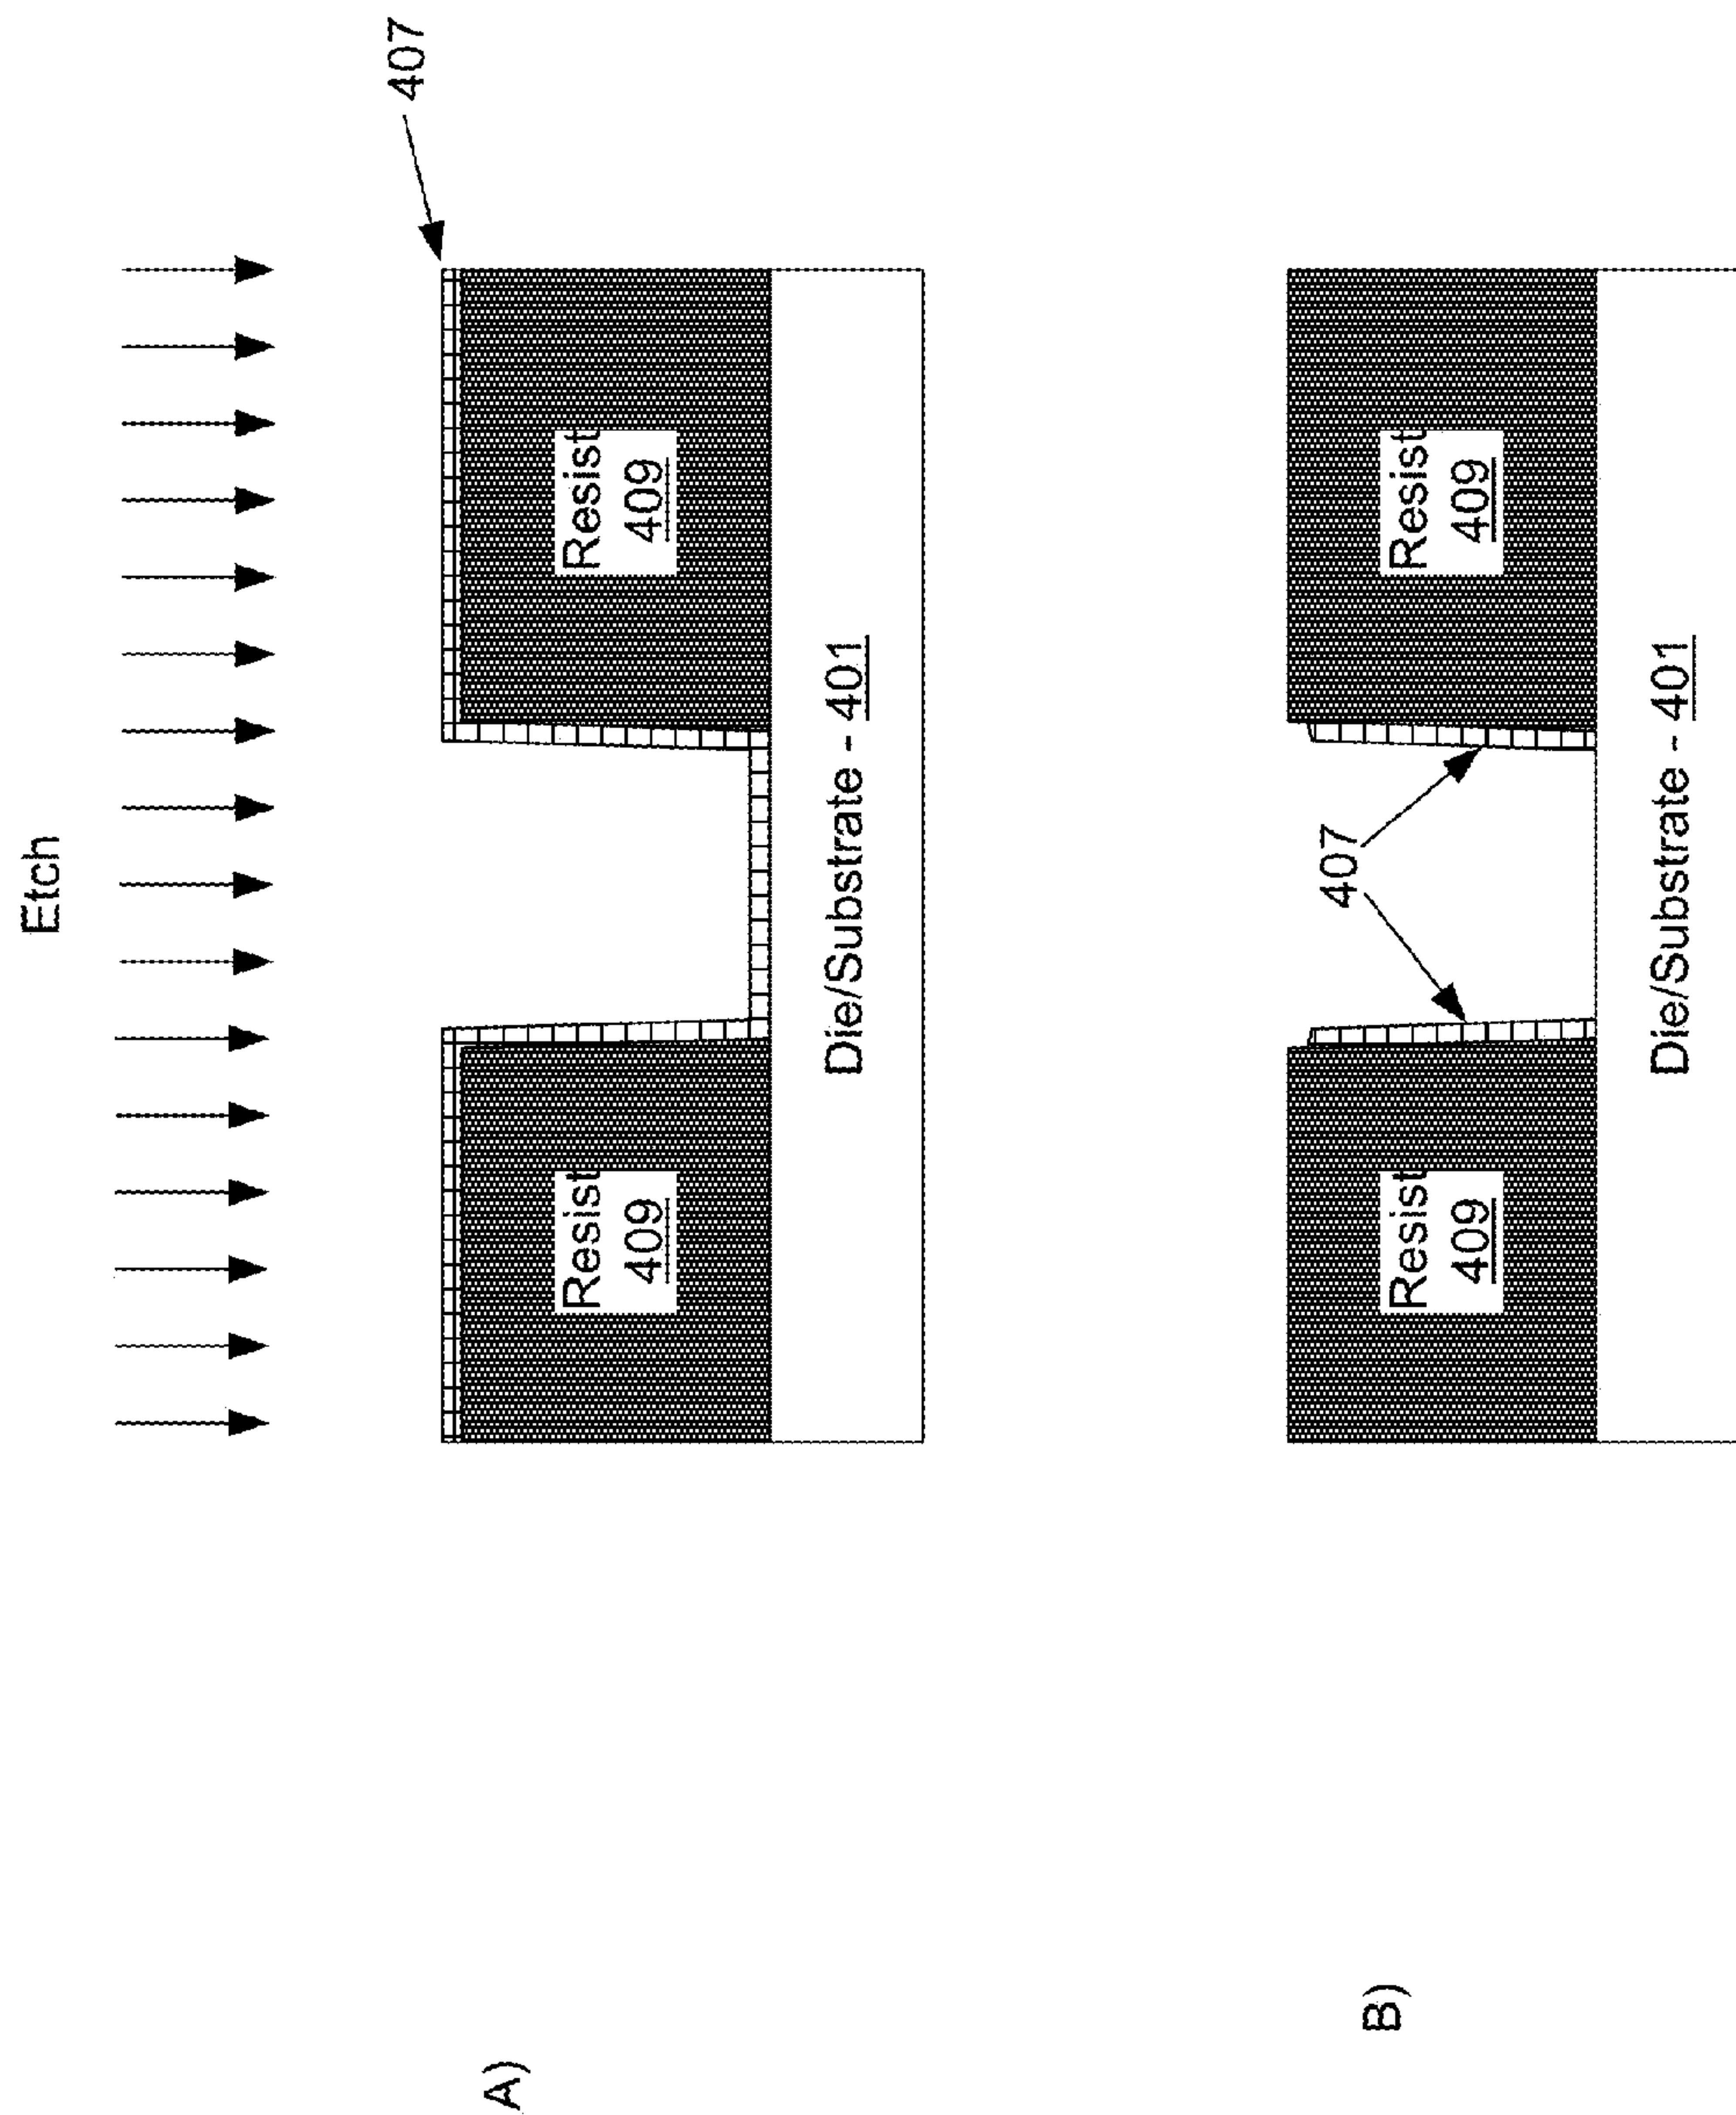 Etch
407
A)
Resist
409
Resist
409
Die/Substrate - 401
407
B)
Resist
409
Resist
409
Die/Substrate - 401